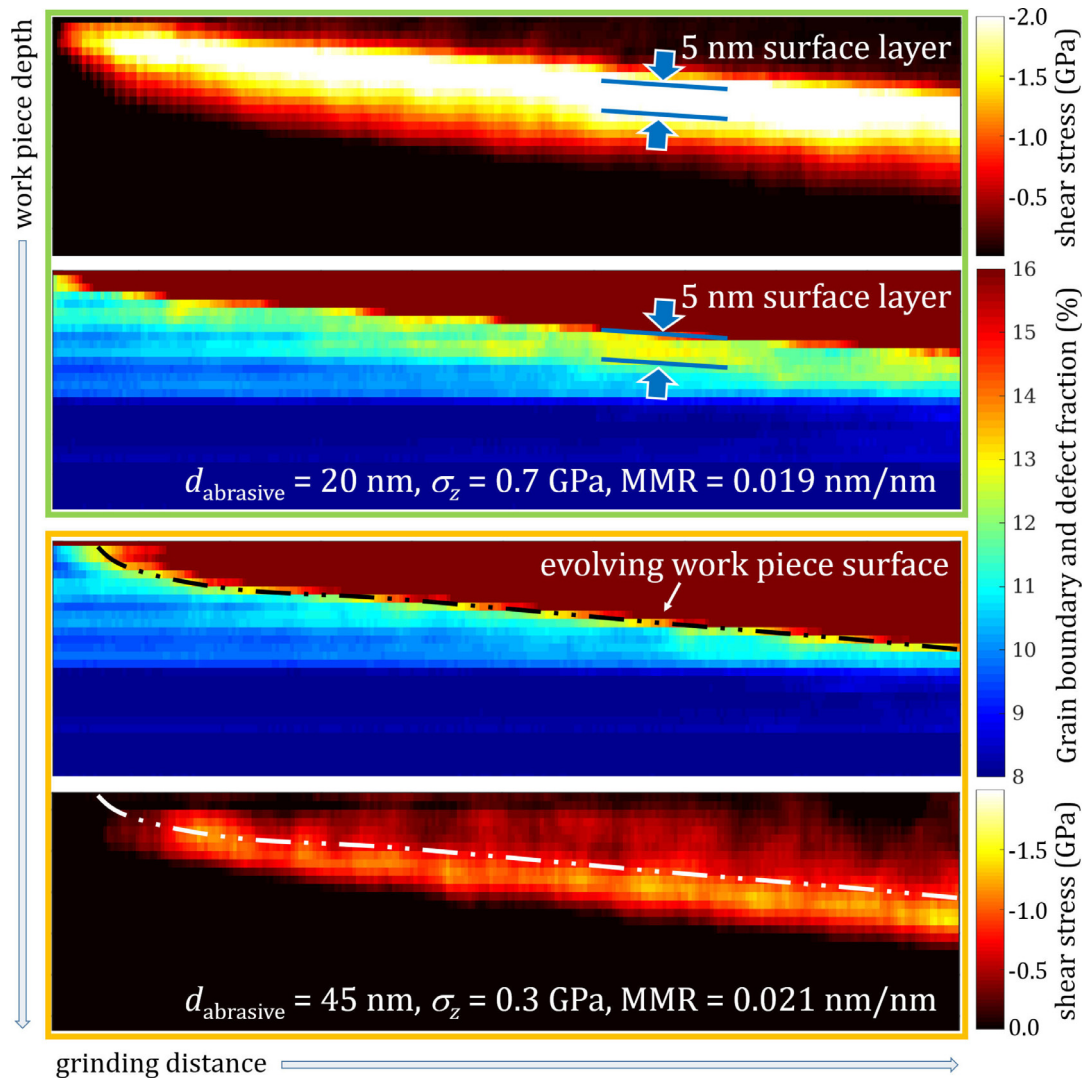 work piece depth
5 nm surface layer
-2.0
-1.5
-1.0
-0.5
shear stress (GPa)
5 nm surface layer
d_abrasive = 20 nm, σ_z = 0.7 GPa, MMR = 0.019 nm/nm
16
15
14
13
12
11
10
9
8
Grain boundary and defect fraction (%)
evolving work piece surface
d_abrasive = 45 nm, σ_z = 0.3 GPa, MMR = 0.021 nm/nm
-1.5
-1.0
-0.5
0.0
shear stress (GPa)
grinding distance